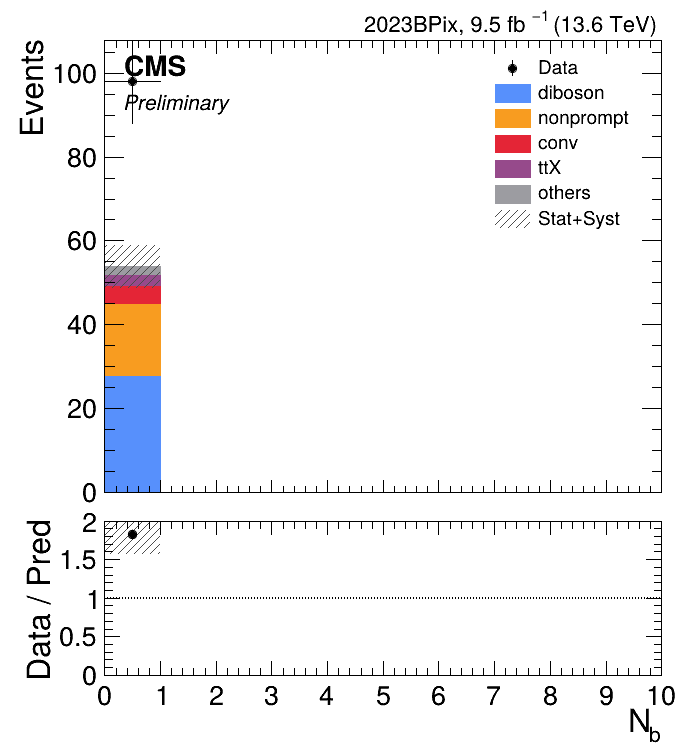 2023BPix, 9.5 fb⁻¹ (13.6 TeV)
Events
CMS
Preliminary
Data
diboson
nonprompt
conv
ttX
others
Stat+Syst
100
80
60
40
20
0
Data / Pred
2
1.5
1
0.5
0
0 1 2 3 4 5 6 7 8 9 10
N_b